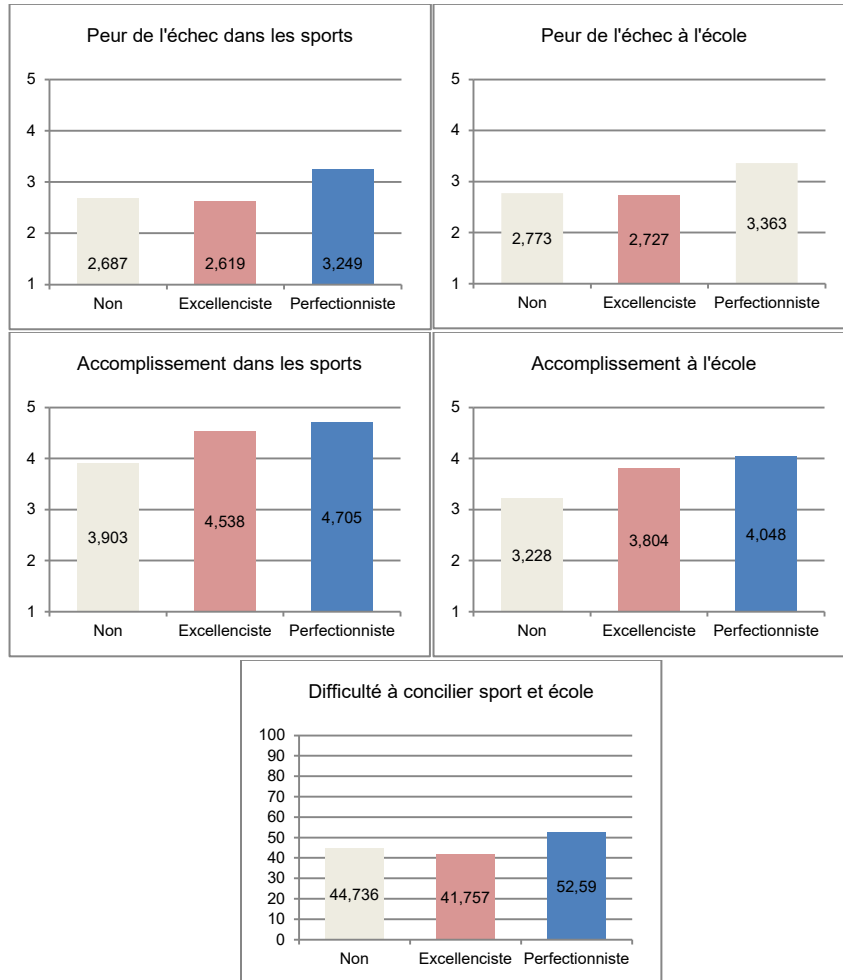 Peur de l'échec dans les sports
5
4
3
2
1
2,687
2,619
3,249
Non
Excellenciste
Perfectionniste
Peur de l'échec à l'école
5
4
3
2
1
2,773
2,727
3,363
Non
Excellenciste
Perfectionniste
Accomplissement dans les sports
5
4
3
2
1
3,903
4,538
4,705
Non
Excellenciste
Perfectionniste
Accomplissement à l'école
5
4
3
2
1
3,228
3,804
4,048
Non
Excellenciste
Perfectionniste
Difficulté à concilier sport et école
100
90
80
70
60
50
40
30
20
10
0
44,736
41,757
52,59
Non
Excellenciste
Perfectionniste